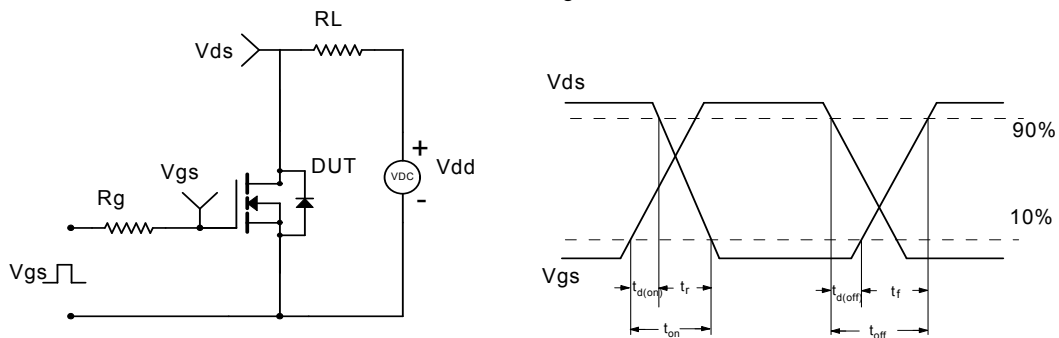 RL
Vds
Vgs
DUT
+
VDC
Vdd
-
Rg
Vgs
Vds
90%
10%
Vgs
td(on)
tr
td(off)
tf
ton
toff